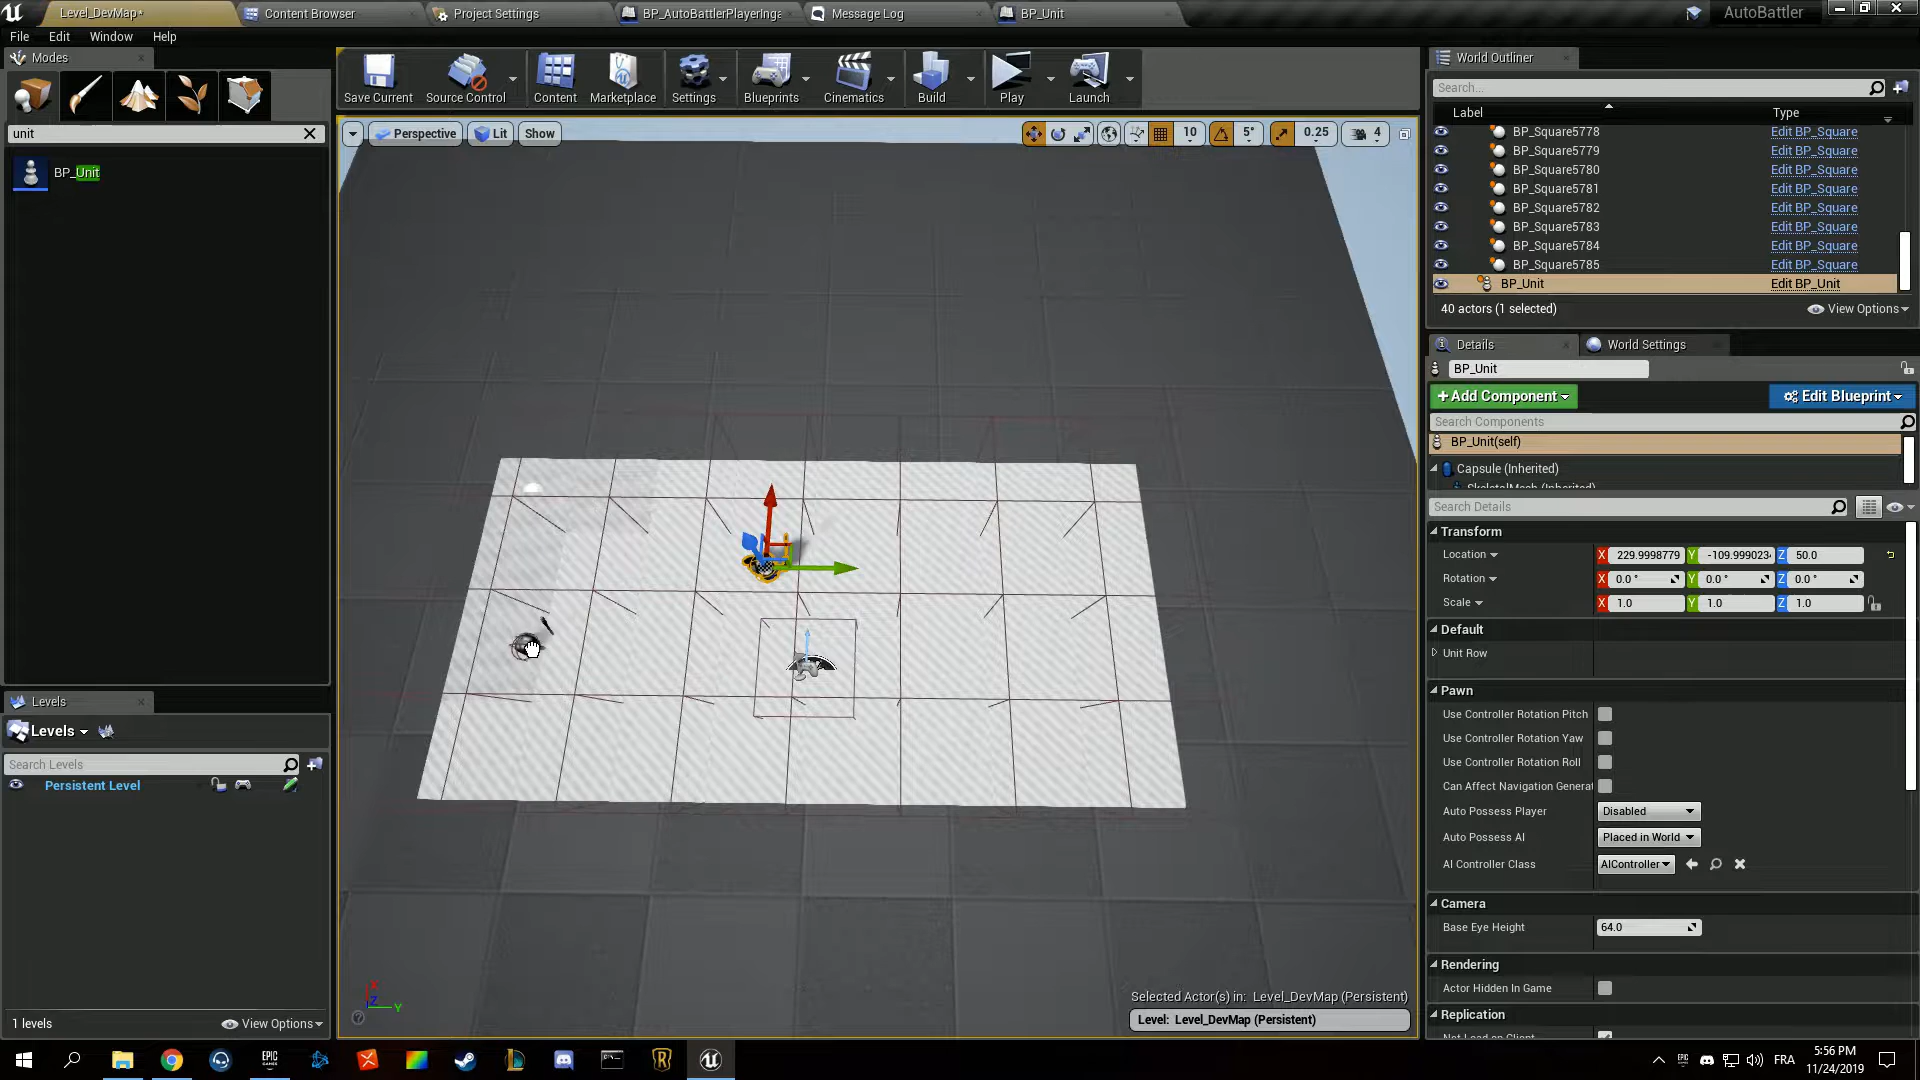 Level_DevMap*
Content Browser
Project Settings
BP_AutoBattlerPlayerInga
Message Log
BP_Unit
AutoBattler
File Edit Window Help
Modes
unit
BP_Unit
Save Current
Source Control
Content
Marketplace
Settings
Blueprints
Cinematics
Build
Play
Launch
Perspective
Lit
Show
10
5°
0.25
4
World Outliner
Search...
Label Type
BP_Square5778 Edit BP_Square
BP_Square5779 Edit BP_Square
BP_Square5780 Edit BP_Square
BP_Square5781 Edit BP_Square
BP_Square5782 Edit BP_Square
BP_Square5783 Edit BP_Square
BP_Square5784 Edit BP_Square
BP_Square5785 Edit BP_Square
BP_Unit Edit BP_Unit
40 actors (1 selected)
View Options
Details
World Settings
BP_Unit
+ Add Component
Edit Blueprint
Search Components
BP_Unit(self)
Capsule (Inherited)
Search Details
Transform
Location X 229.9998779 Y -109.999023 Z 50.0
Rotation X 0.0 ° Y 0.0 ° Z 0.0 °
Scale X 1.0 Y 1.0 Z 1.0
Default
Unit Row
Pawn
Use Controller Rotation Pitch
Use Controller Rotation Yaw
Use Controller Rotation Roll
Can Affect Navigation Generat
Auto Possess Player Disabled
Auto Possess AI Placed in World
AI Controller Class AIController
Camera
Base Eye Height 64.0
Rendering
Actor Hidden In Game
Replication
Levels
Levels
Search Levels
Persistent Level
1 levels
View Options
X
Z
Y
Selected Actor(s) in: Level_DevMap (Persistent)
Level: Level_DevMap (Persistent)
EPIC GAMES
FRA
5:56 PM
11/24/2019